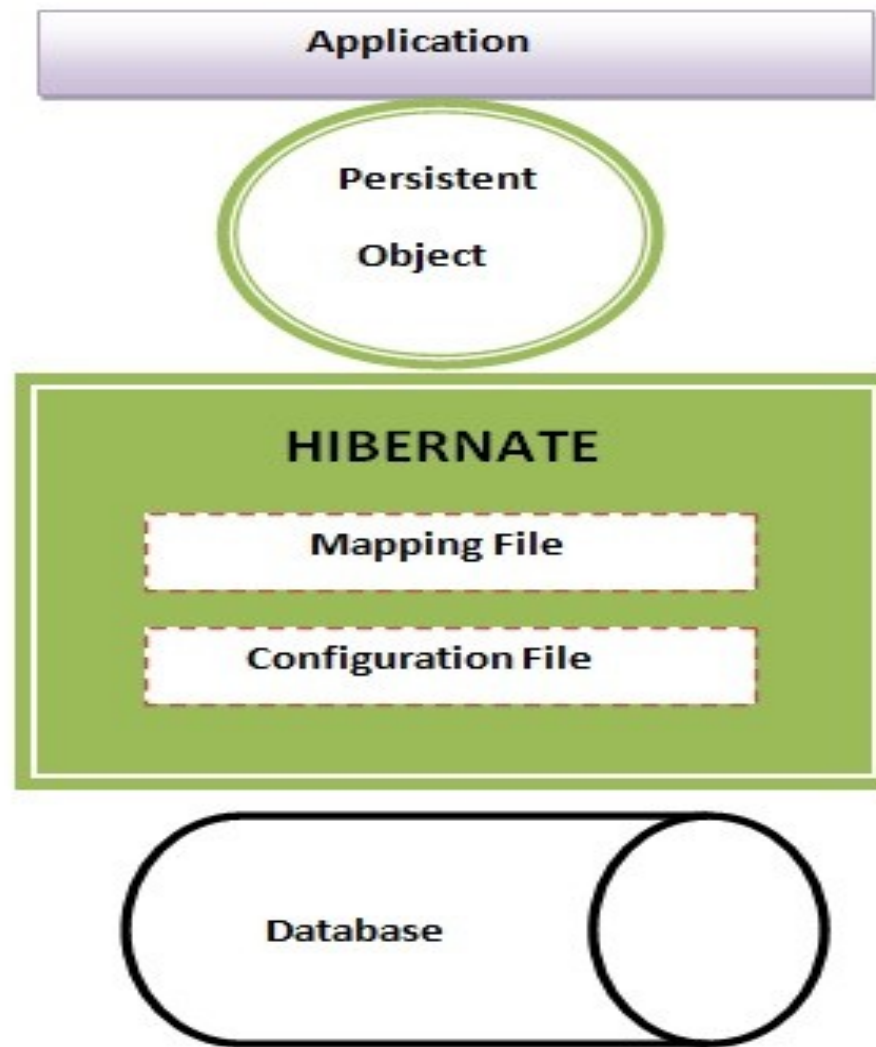 Application
Persistent
Object
HIBERNATE
Mapping File
Configuration File
Database